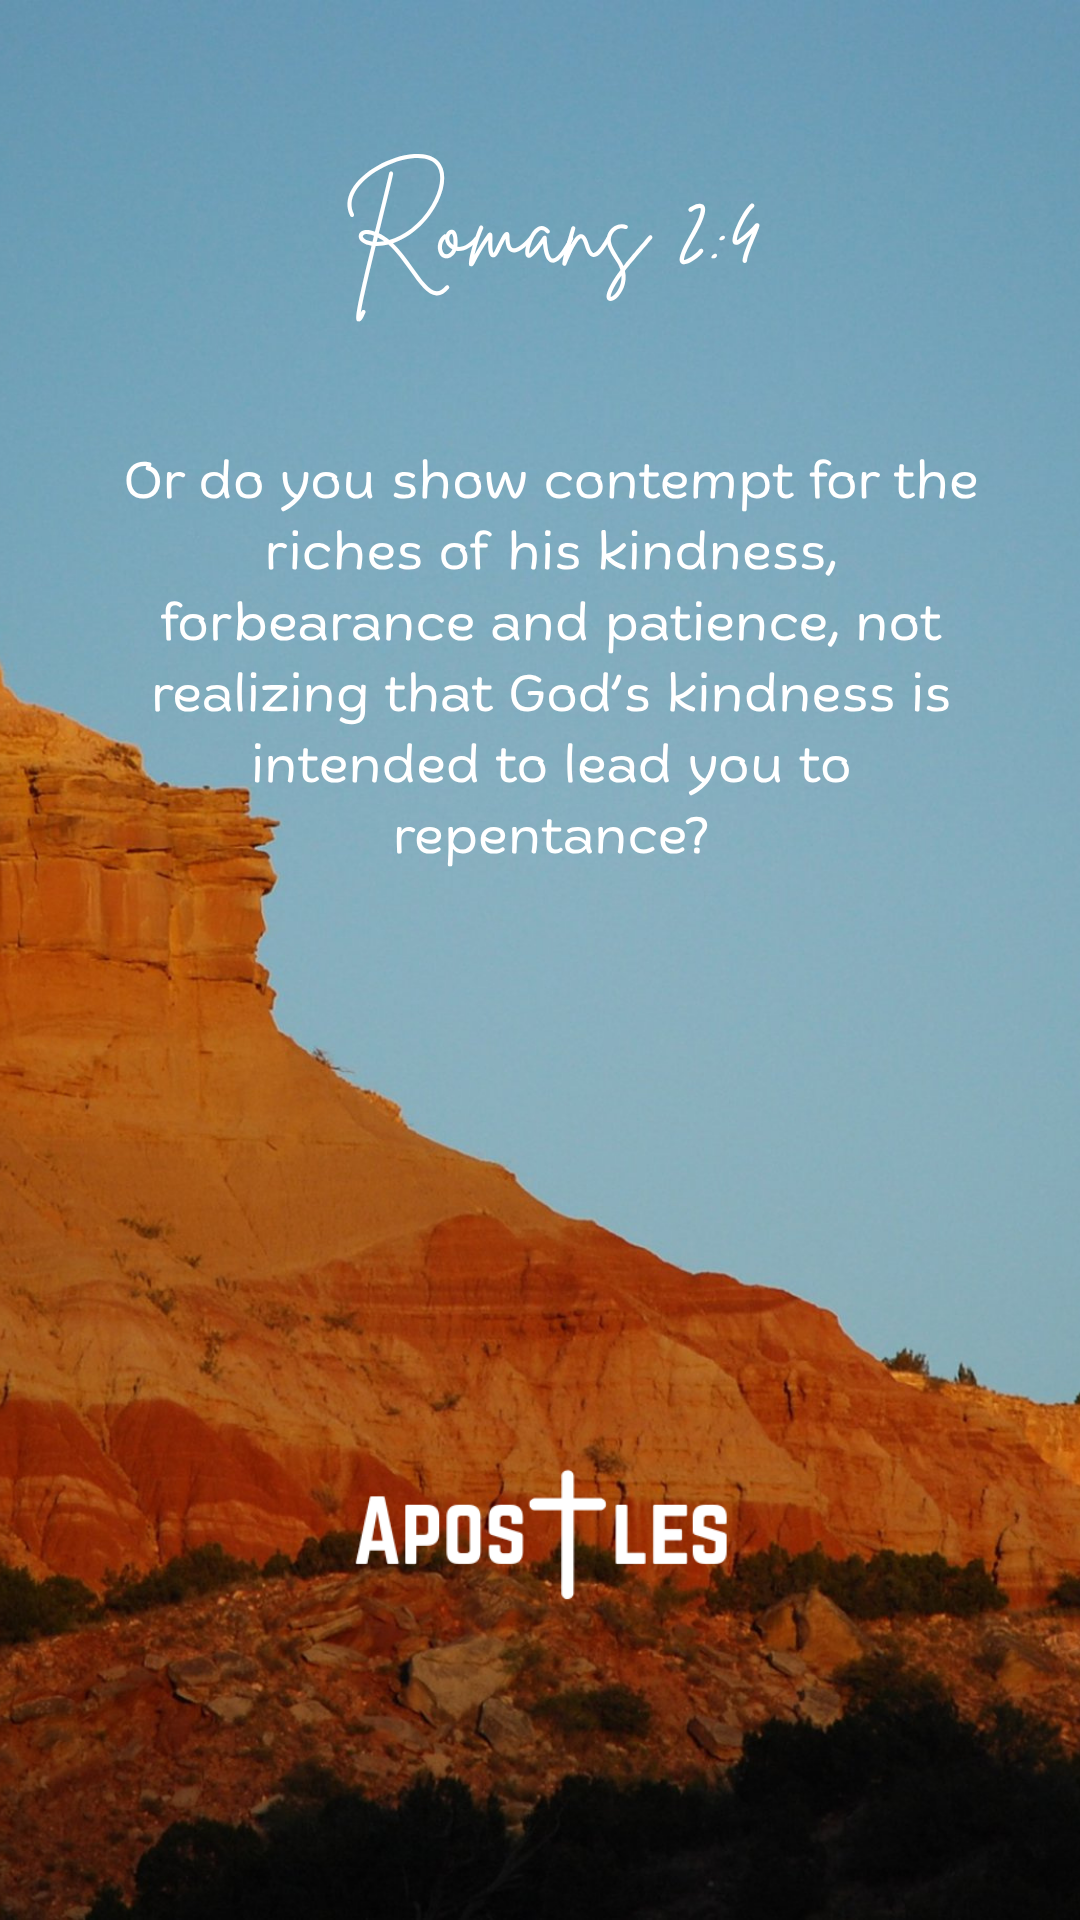 Romans 2:4
Or do you show contempt for the
riches of his kindness,
forbearance and patience, not
realizing that God’s kindness is
intended to lead you to
repentance?
APOSTLES